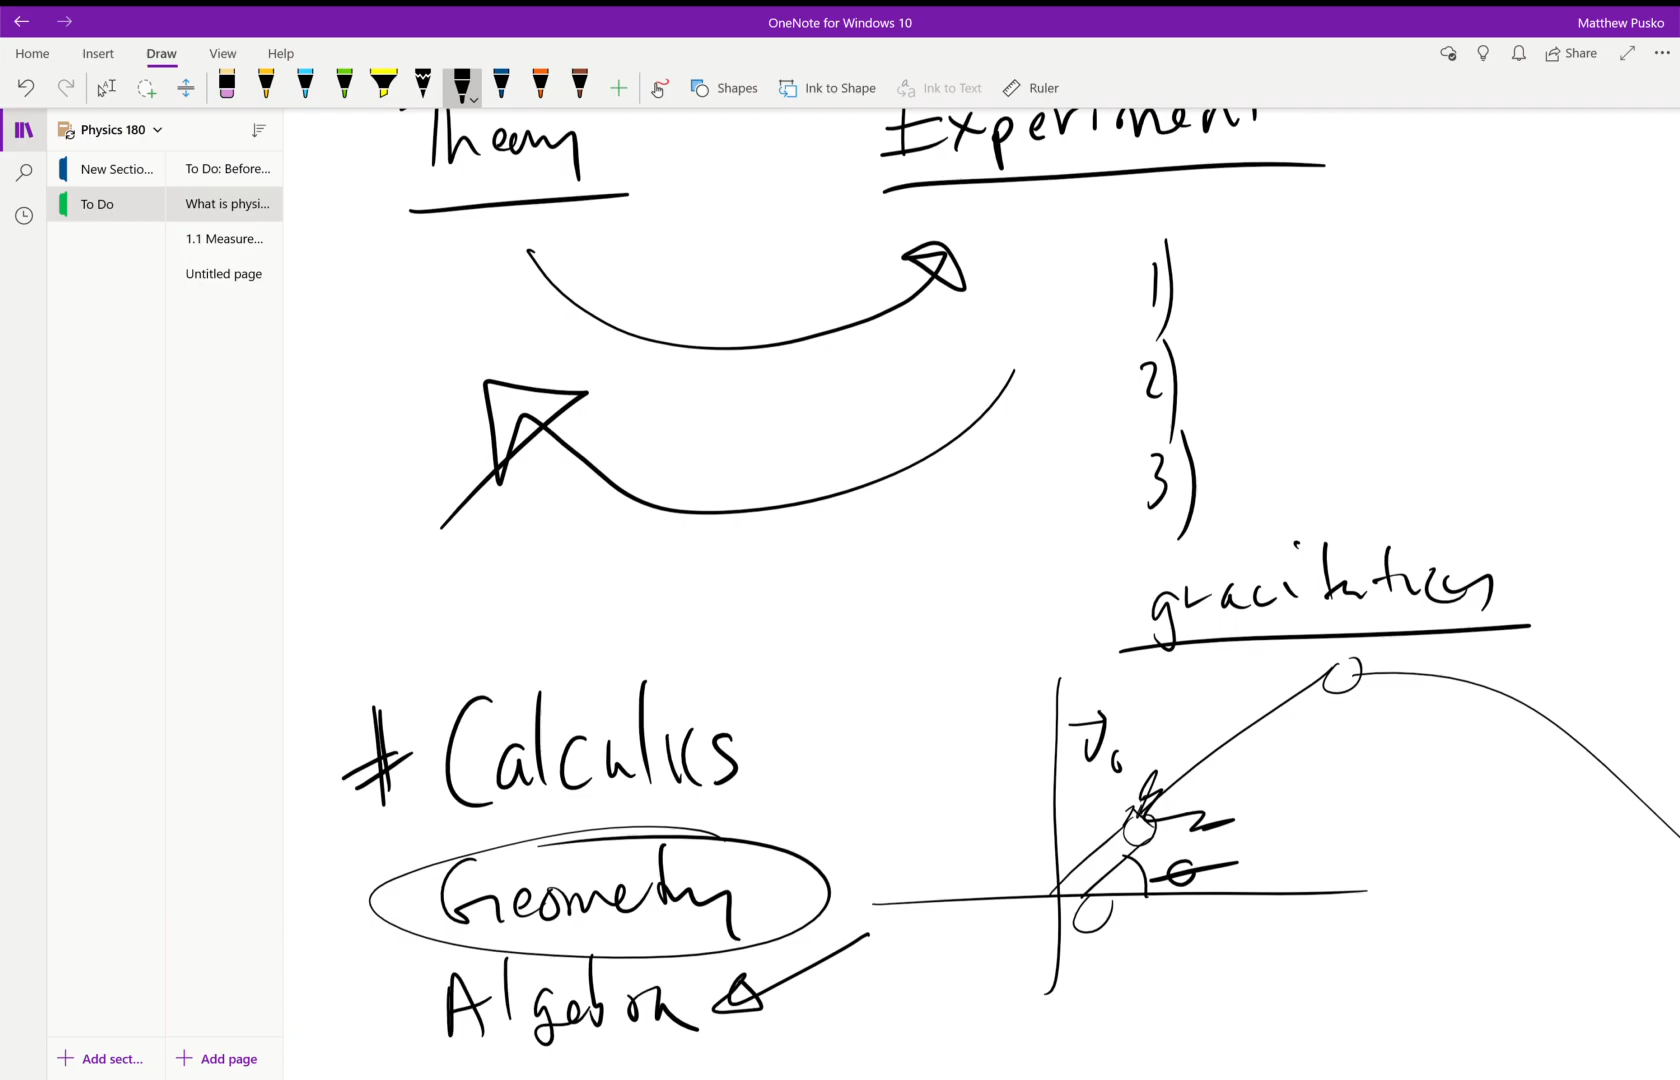 OneNote for Windows 10
Matthew Pusko
Home Insert Draw View Help
Share
Shapes Ink to Shape Ink to Text Ruler
Physics 180
New Sectio...
To Do
To Do: Before...
What is physi...
1.1 Measure...
Untitled page
Theory
Experiment
1)
2)
3)
gravitation
# Calculus
Geometry
Algebra
v₀
θ
Add sect... Add page